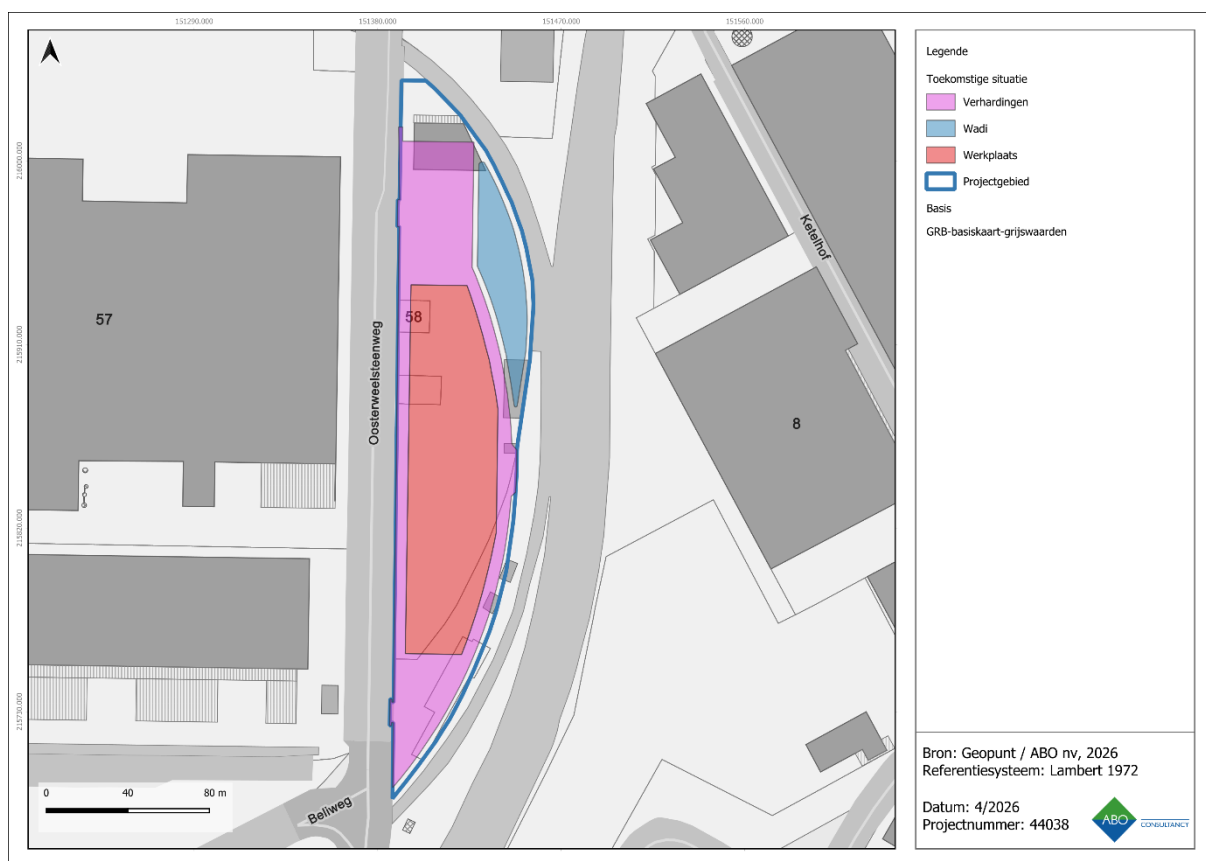 151290.000
151380.000
151470.000
151560.000
216000.000
215910.000
215820.000
215730.000
57
58
8
Oosterweelsteenweg
Ketelhof
Beliweg
0 40 80 m
Legende
Toekomstige situatie
Verhardingen
Wadi
Werkplaats
Projectgebied
Basis
GRB-basiskaart-grijswaarden
Bron: Geopunt / ABO nv, 2026
Referentiesysteem: Lambert 1972
Datum: 4/2026
Projectnummer: 44038
ABO CONSULTANCY